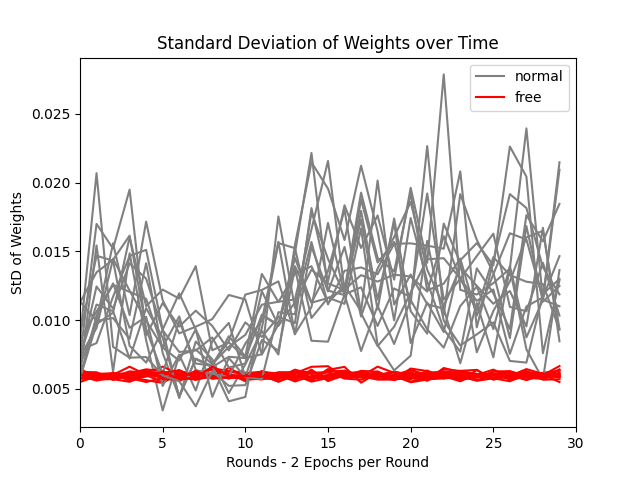 Standard Deviation of Weights over Time
normal
free
StD of Weights
0.025
0.020
0.015
0.010
0.005
0 5 10 15 20 25 30
Rounds - 2 Epochs per Round